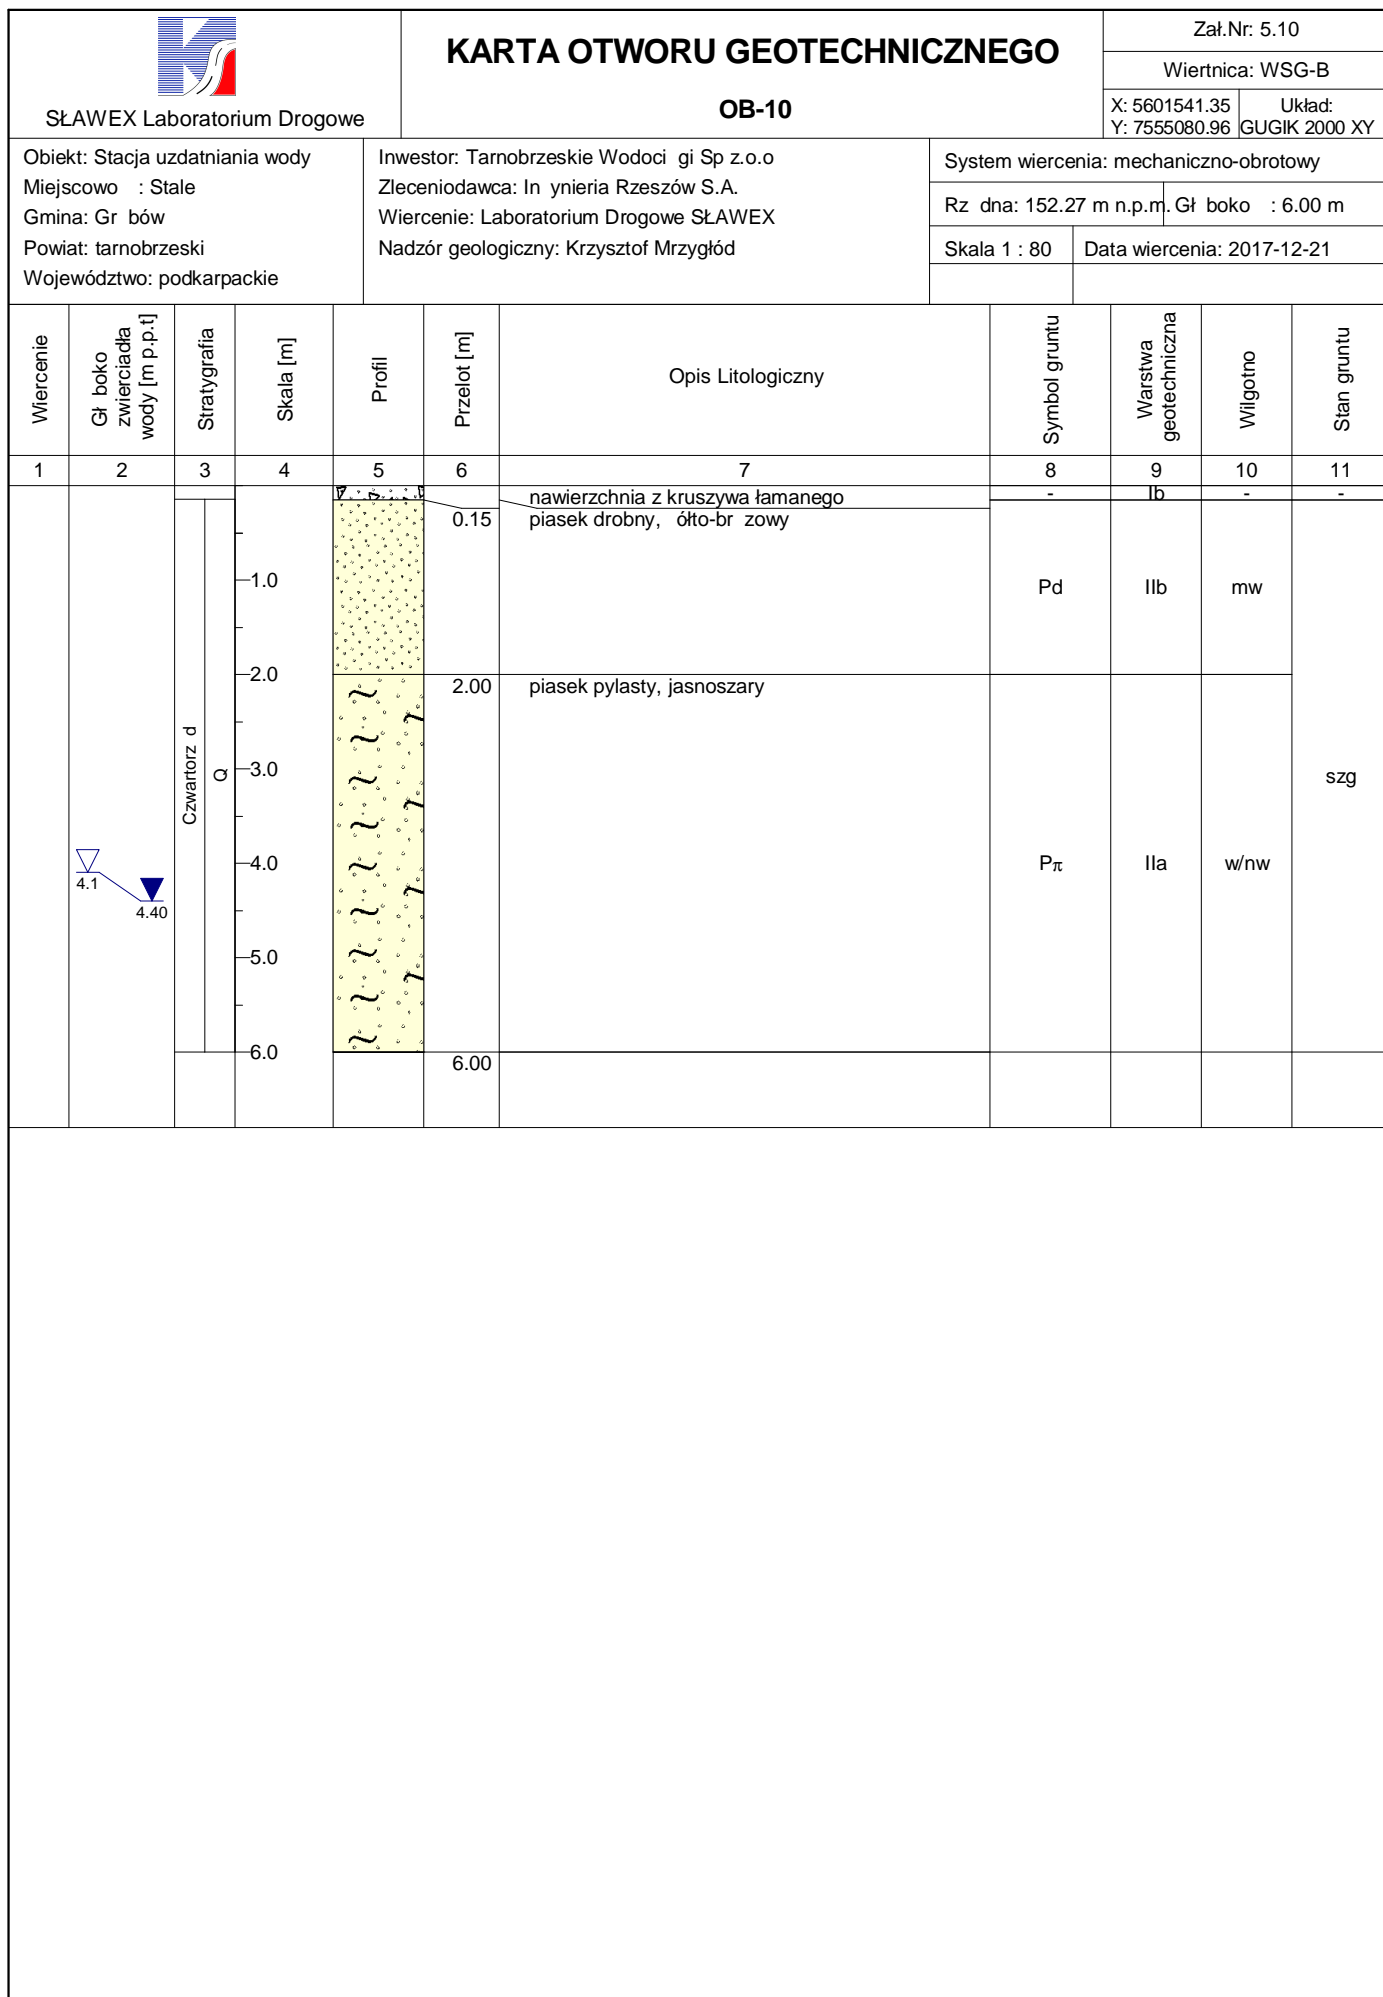 SŁAWEX Laboratorium Drogowe
KARTA OTWORU GEOTECHNICZNEGO
OB-10
Zał.Nr: 5.10
Wiertnica: WSG-B
X: 5601541.35
Y: 7555080.96
Układ:
GUGIK 2000 XY
Obiekt: Stacja uzdatniania wody
Miejscowo : Stale
Gmina: Gr bów
Powiat: tarnobrzeski
Województwo: podkarpackie
Inwestor: Tarnobrzeskie Wodoci gi Sp z.o.o
Zleceniodawca: In ynieria Rzeszów S.A.
Wiercenie: Laboratorium Drogowe SŁAWEX
Nadzór geologiczny: Krzysztof Mrzygłód
System wiercenia: mechaniczno-obrotowy
Rz dna: 152.27 m n.p.m. Gł boko : 6.00 m
Skala 1 : 80 Data wiercenia: 2017-12-21
Wiercenie
Gł boko
zwierciadła
wody [m p.p.t]
Stratygrafia
Skala [m]
Profil
Przelot [m]
Opis Litologiczny
Symbol gruntu
Warstwa
geotechniczna
Wilgotno
Stan gruntu
1 2 3 4 5 6 7 8 9 10 11
nawierzchnia z kruszywa łamanego - Ib - -
0.15 piasek drobny, ółto-br zowy
1.0 Pd IIb mw
2.0
2.00 piasek pylasty, jasnoszary
Czwartorz d
Q
3.0 szg
4.0 Pπ IIa w/nw
4.1
4.40
5.0
6.0
6.00